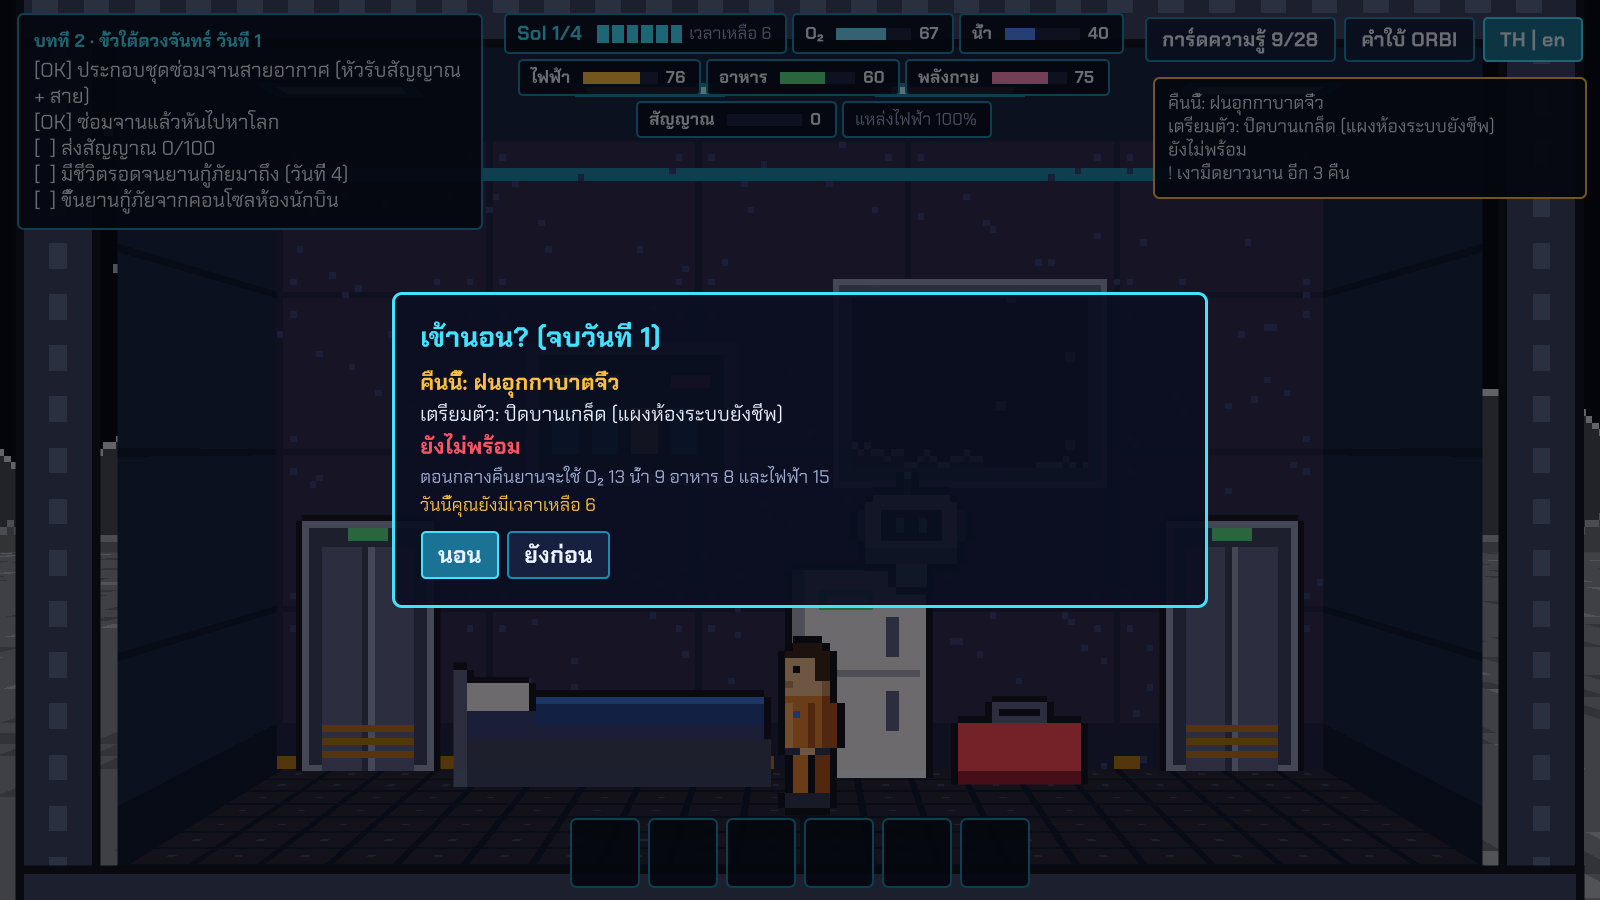 บทที่ 2 · ขั้วใต้ดวงจันทร์ วันที่ 1
[OK] ประกอบชุดซ่อมจานสายอากาศ (หัวรับสัญญาณ
+ สาย)
[OK] ซ่อมจานแล้วหันไปหาโลก
[ ] ส่งสัญญาณ 0/100
[ ] มีชีวิตรอดจนยานกู้ภัยมาถึง (วันที่ 4)
[ ] ขึ้นยานกู้ภัยจากคอนโซลห้องนักบิน
Sol 1/4 เวลาเหลือ 6
O₂ 67
น้ำ 40
ไฟฟ้า 76
อาหาร 60
พลังกาย 75
สัญญาณ 0
แหล่งไฟฟ้า 100%
การ์ดความรู้ 9/28
คำใบ้ ORBI
TH | en
คืนนี้: ฝนอุกกาบาตจิ๋ว
เตรียมตัว: ปิดบานเกล็ด (แผงห้องระบบยังชีพ)
ยังไม่พร้อม
! เงามืดยาวนาน อีก 3 คืน
เข้านอน? (จบวันที่ 1)
คืนนี้: ฝนอุกกาบาตจิ๋ว
เตรียมตัว: ปิดบานเกล็ด (แผงห้องระบบยังชีพ)
ยังไม่พร้อม
ตอนกลางคืนยานจะใช้ O₂ 13 น้ำ 9 อาหาร 8 และไฟฟ้า 15
วันนี้คุณยังมีเวลาเหลือ 6
นอน
ยังก่อน